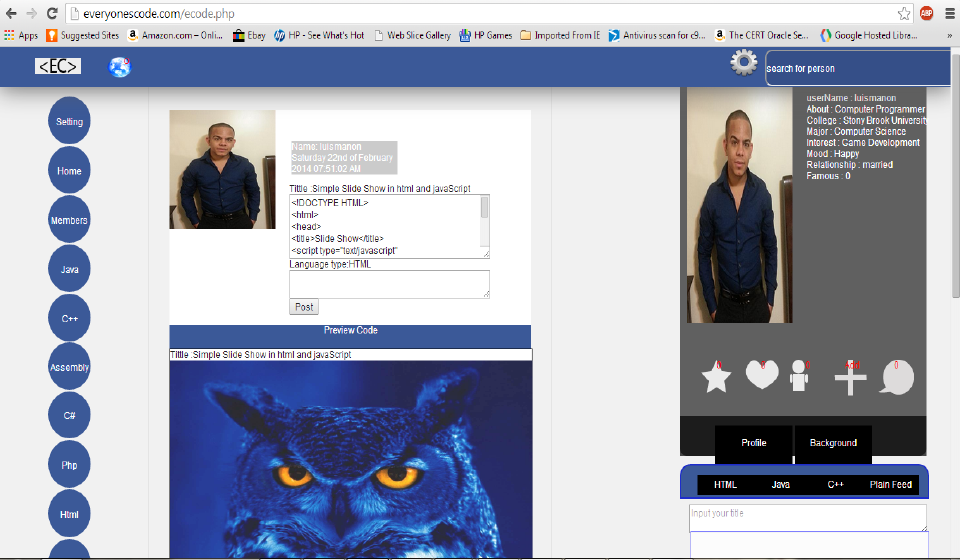 everyonescode.com/ecode.php
ABP
Apps Suggested Sites Amazon.com – Onli... Ebay HP - See What's Hot Web Slice Gallery HP Games Imported From IE Antivirus scan for c9... The CERT Oracle Se... Google Hosted Libra...
<EC>
search for person
Setting
Home
Members
Java
C++
Assembly
C#
Php
Html
Name: luismanon
Saturday 22nd of February
2014 07:51:02 AM
Tittle :Simple Slide Show in html and javaScript
<!DOCTYPE HTML>
<html>
<head>
<title>Slide Show</title>
<script type="text/javascript"
Language type:HTML
Post
Preview Code
Tittle :Simple Slide Show in html and javaScript
userName : luismanon
About : Computer Programmer
College : Stony Brook University
Major : Computer Science
Interest : Game Development
Mood : Happy
Relationship : married
Famous : 0
Add
0
Profile Background
HTML Java C++ Plain Feed
Input your title